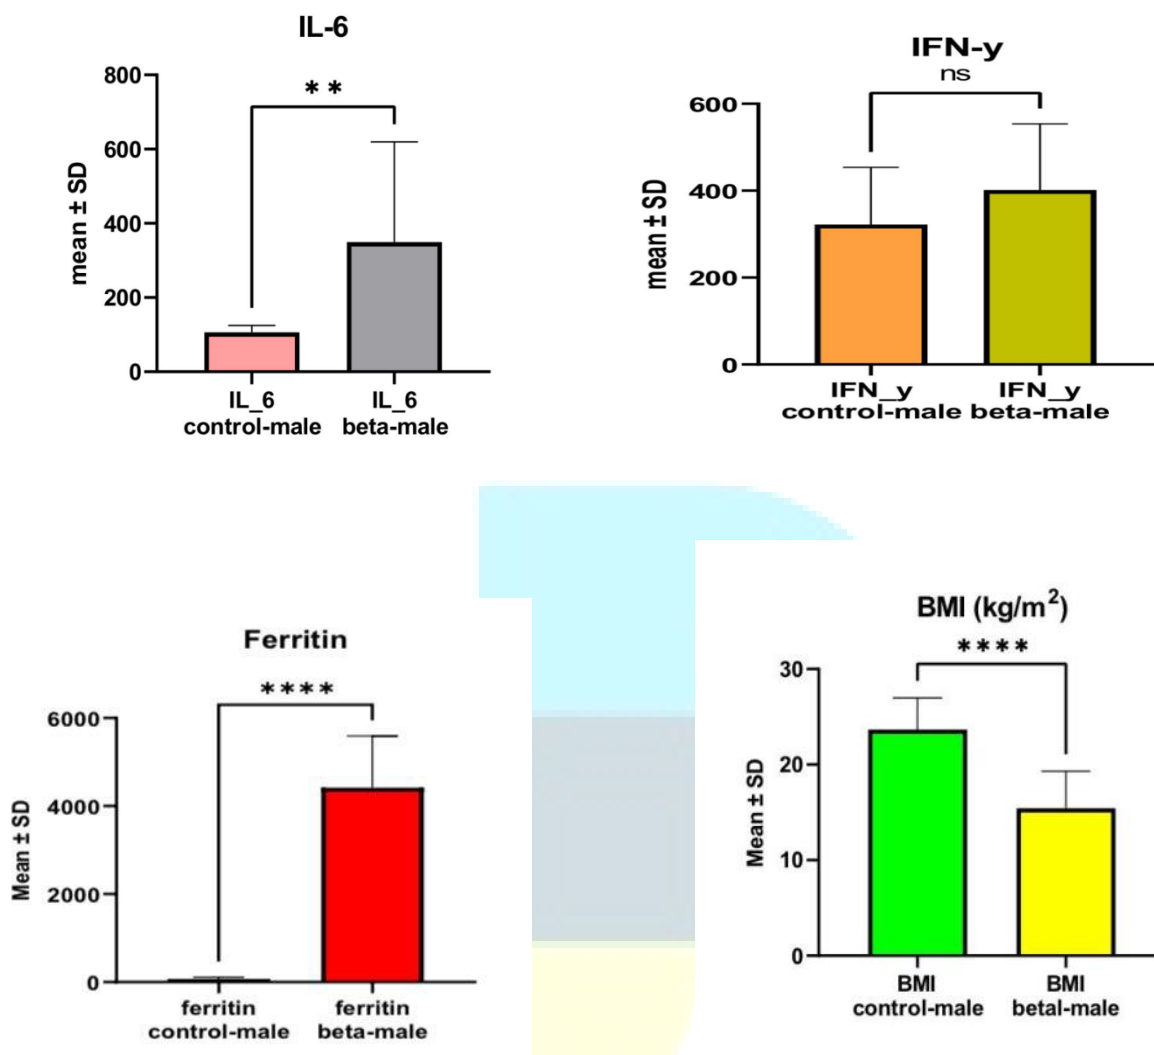 IL-6
**
800
600
400
200
0
mean ± SD
IL_6
control-male
IL_6
beta-male
IFN-y
ns
600
400
200
0
mean ± SD
IFN_y
control-male
IFN_y
beta-male
Ferritin
****
6000
4000
2000
0
Mean ± SD
ferritin
control-male
ferritin
beta-male
BMI (kg/m²)
****
30
20
10
0
Mean ± SD
BMI
control-male
BMI
betal-male